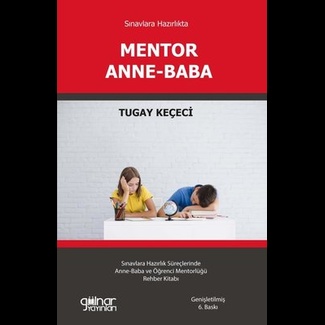 Sınavlara Hazırlıkta
MENTOR
ANNE-BABA
TUGAY KEÇECİ
Sınavlara Hazırlık Süreçlerinde
Anne-Baba ve Öğrenci Mentorlüğü
Rehber Kitabı
gülnar
yayınları
Genişletilmiş
6. Baskı